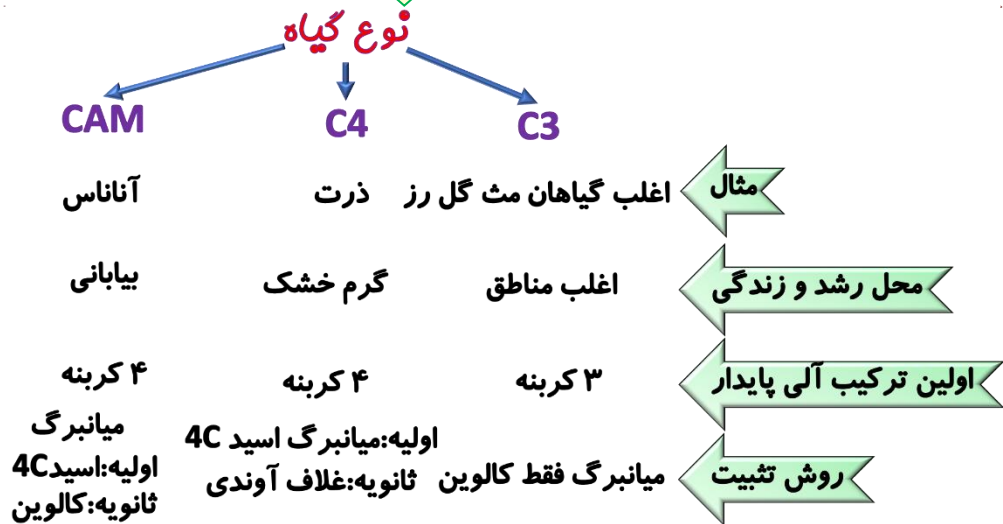 نوع گیاه
C3
C4
CAM
مثال
اغلب گیاهان مث گل رز
ذرت
آناناس
محل رشد و زندگی
اغلب مناطق
گرم خشک
بیابانی
اولین ترکیب آلی پایدار
۳ کربنه
۴ کربنه
۴ کربنه
روش تثبیت
میانبرگ فقط کالوین
اولیه:میانبرگ اسید 4C
ثانویه:غلاف آوندی
میانبرگ
اولیه:اسید4C
ثانویه:کالوین